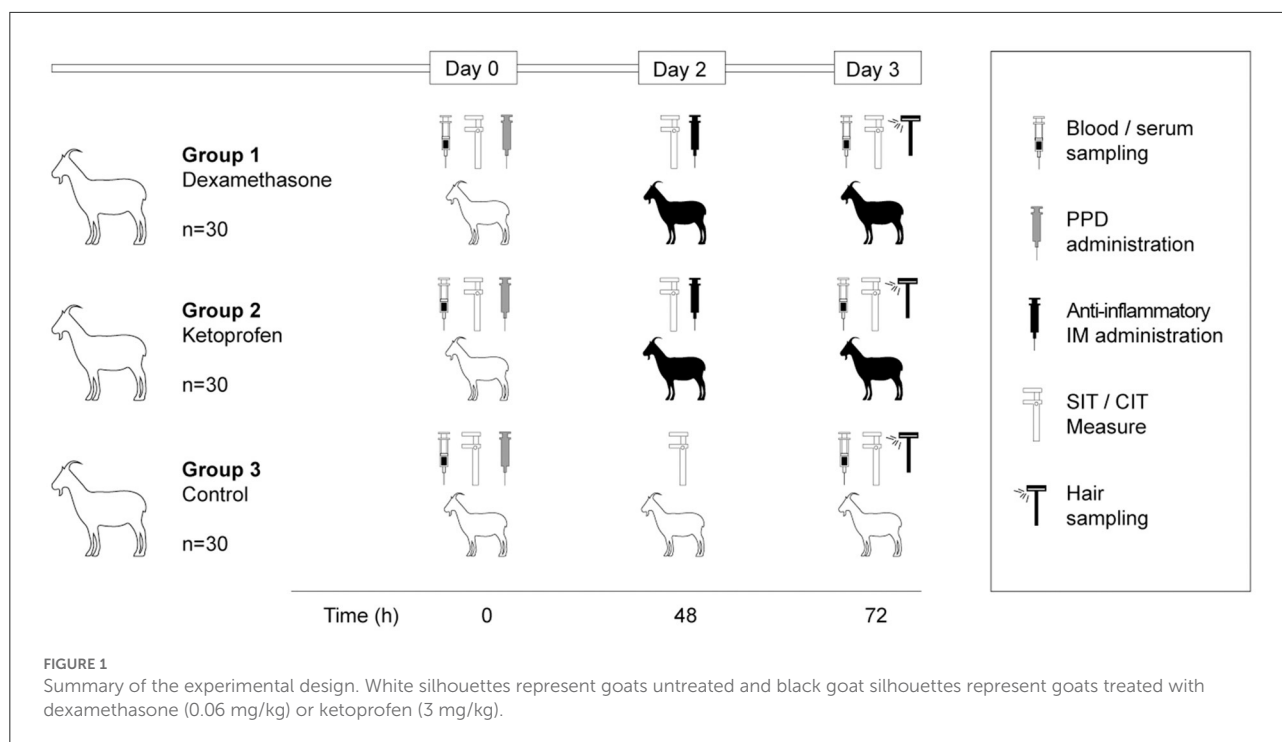 Day 0
Day 2
Day 3
Group 1
Dexamethasone
n=30
Group 2
Ketoprofen
n=30
Group 3
Control
n=30
Time (h)
0
48
72
Blood / serum
sampling
PPD
administration
Anti-inflammatory
IM administration
SIT / CIT
Measure
Hair
sampling
FIGURE 1
Summary of the experimental design. White silhouettes represent goats untreated and black goat silhouettes represent goats treated with
dexamethasone (0.06 mg/kg) or ketoprofen (3 mg/kg).